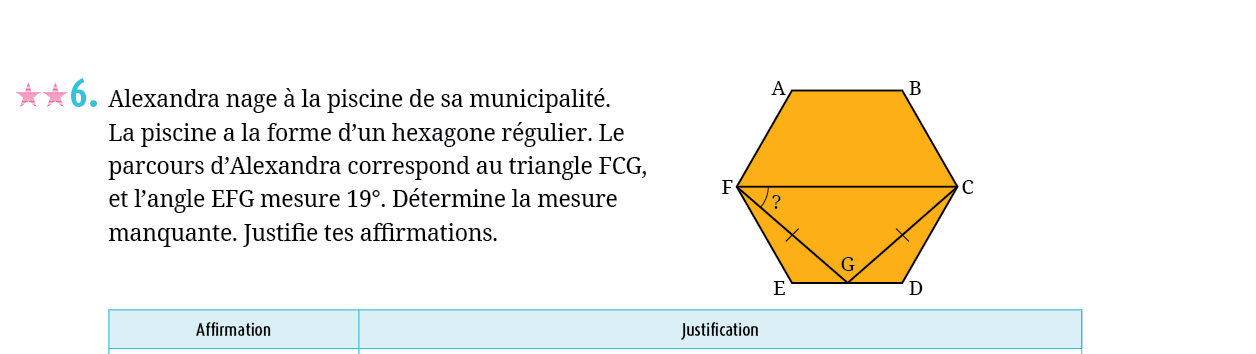 6.
Alexandra nage à la piscine de sa municipalité.
La piscine a la forme d’un hexagone régulier. Le
parcours d’Alexandra correspond au triangle FCG,
et l’angle EFG mesure 19°. Détermine la mesure
manquante. Justifie tes affirmations.
A B
F C
?
G
E D
Affirmation Justification